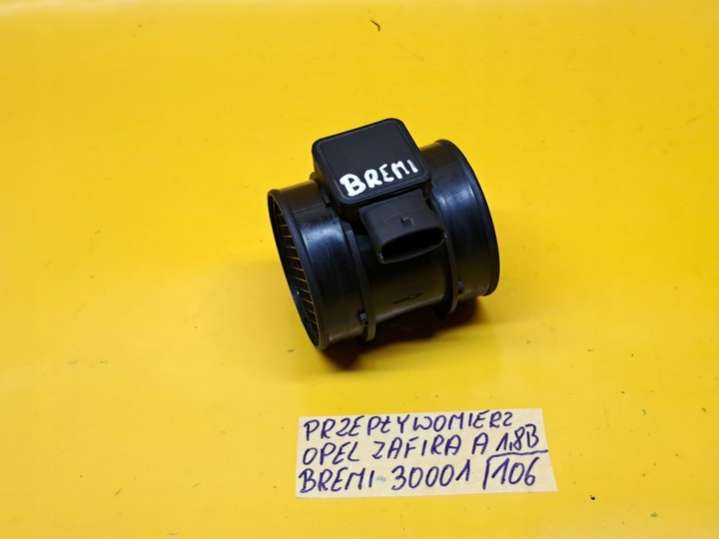 BREMI
PRZEPŁYWOMIERZ
OPEL ZAFIRA A 1,8B
BREMI 30001 106